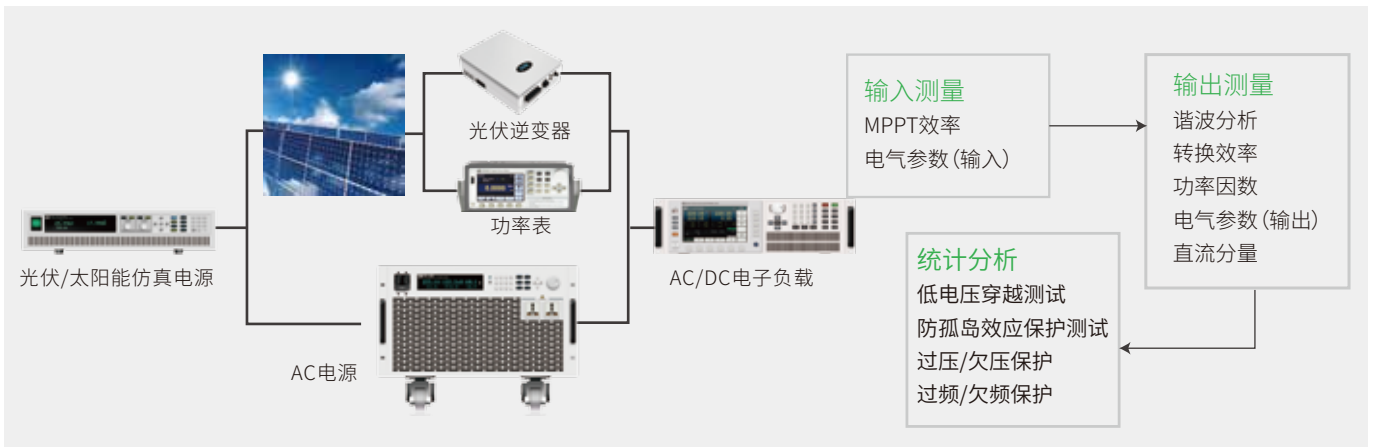 光伏逆变器
功率表
光伏/太阳能仿真电源
AC电源
AC/DC电子负载
输入测量
MPPT效率
电气参数(输入)
输出测量
谐波分析
转换效率
功率因数
电气参数(输出)
直流分量
统计分析
低电压穿越测试
防孤岛效应保护测试
过压/欠压保护
过频/欠频保护